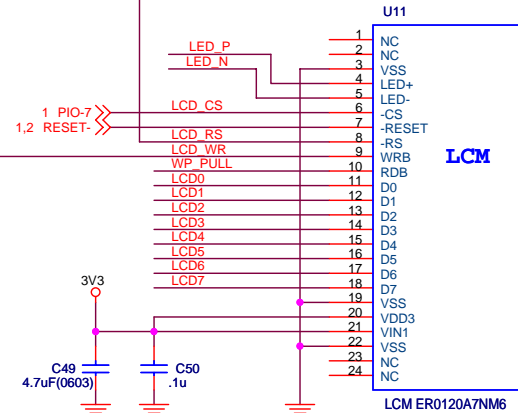 U11
1 NC
2 NC
LED_P 3 VSS
LED_N 4 LED+
5 LED-
1 PIO-7 LCD_CS 6 -CS
1,2 RESET- 7 -RESET
LCD_RS 8 -RS
LCD_WR 9 WRB
LCM
WP_PULL 10 RDB
LCD0 11 D0
LCD1 12 D1
LCD2 13 D2
LCD3 14 D3
LCD4 15 D4
LCD5 16 D5
LCD6 17 D6
LCD7 18 D7
3V3
19 VSS
20 VDD3
21 VIN1
22 VSS
23 NC
24 NC
C49
4.7uF(0603)
C50
.1u
LCM ER0120A7NM6